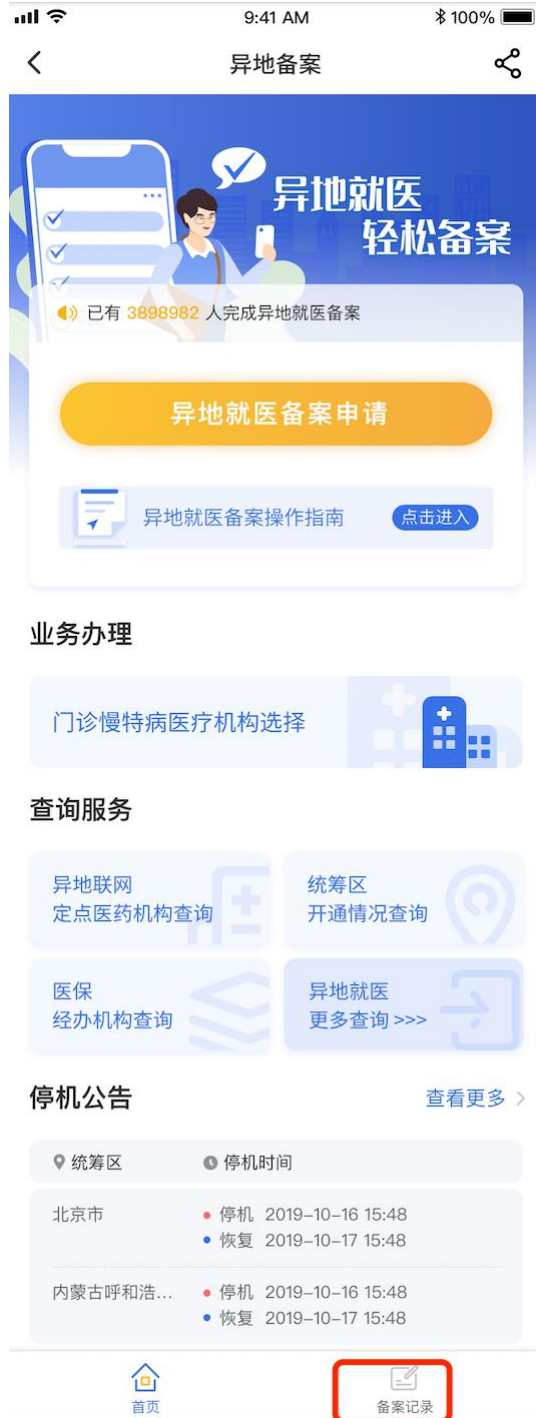 9:41 AM
100%
异地备案
异地就医
轻松备案
已有 3898982 人完成异地就医备案
异地就医备案申请
异地就医备案操作指南
点击进入
业务办理
门诊慢特病医疗机构选择
查询服务
异地联网
定点医药机构查询
统筹区
开通情况查询
医保
经办机构查询
异地就医
更多查询 >>>
停机公告
查看更多
统筹区
停机时间
北京市
停机 2019-10-16 15:48
恢复 2019-10-17 15:48
内蒙古呼和浩...
停机 2019-10-16 15:48
恢复 2019-10-17 15:48
首页
备案记录